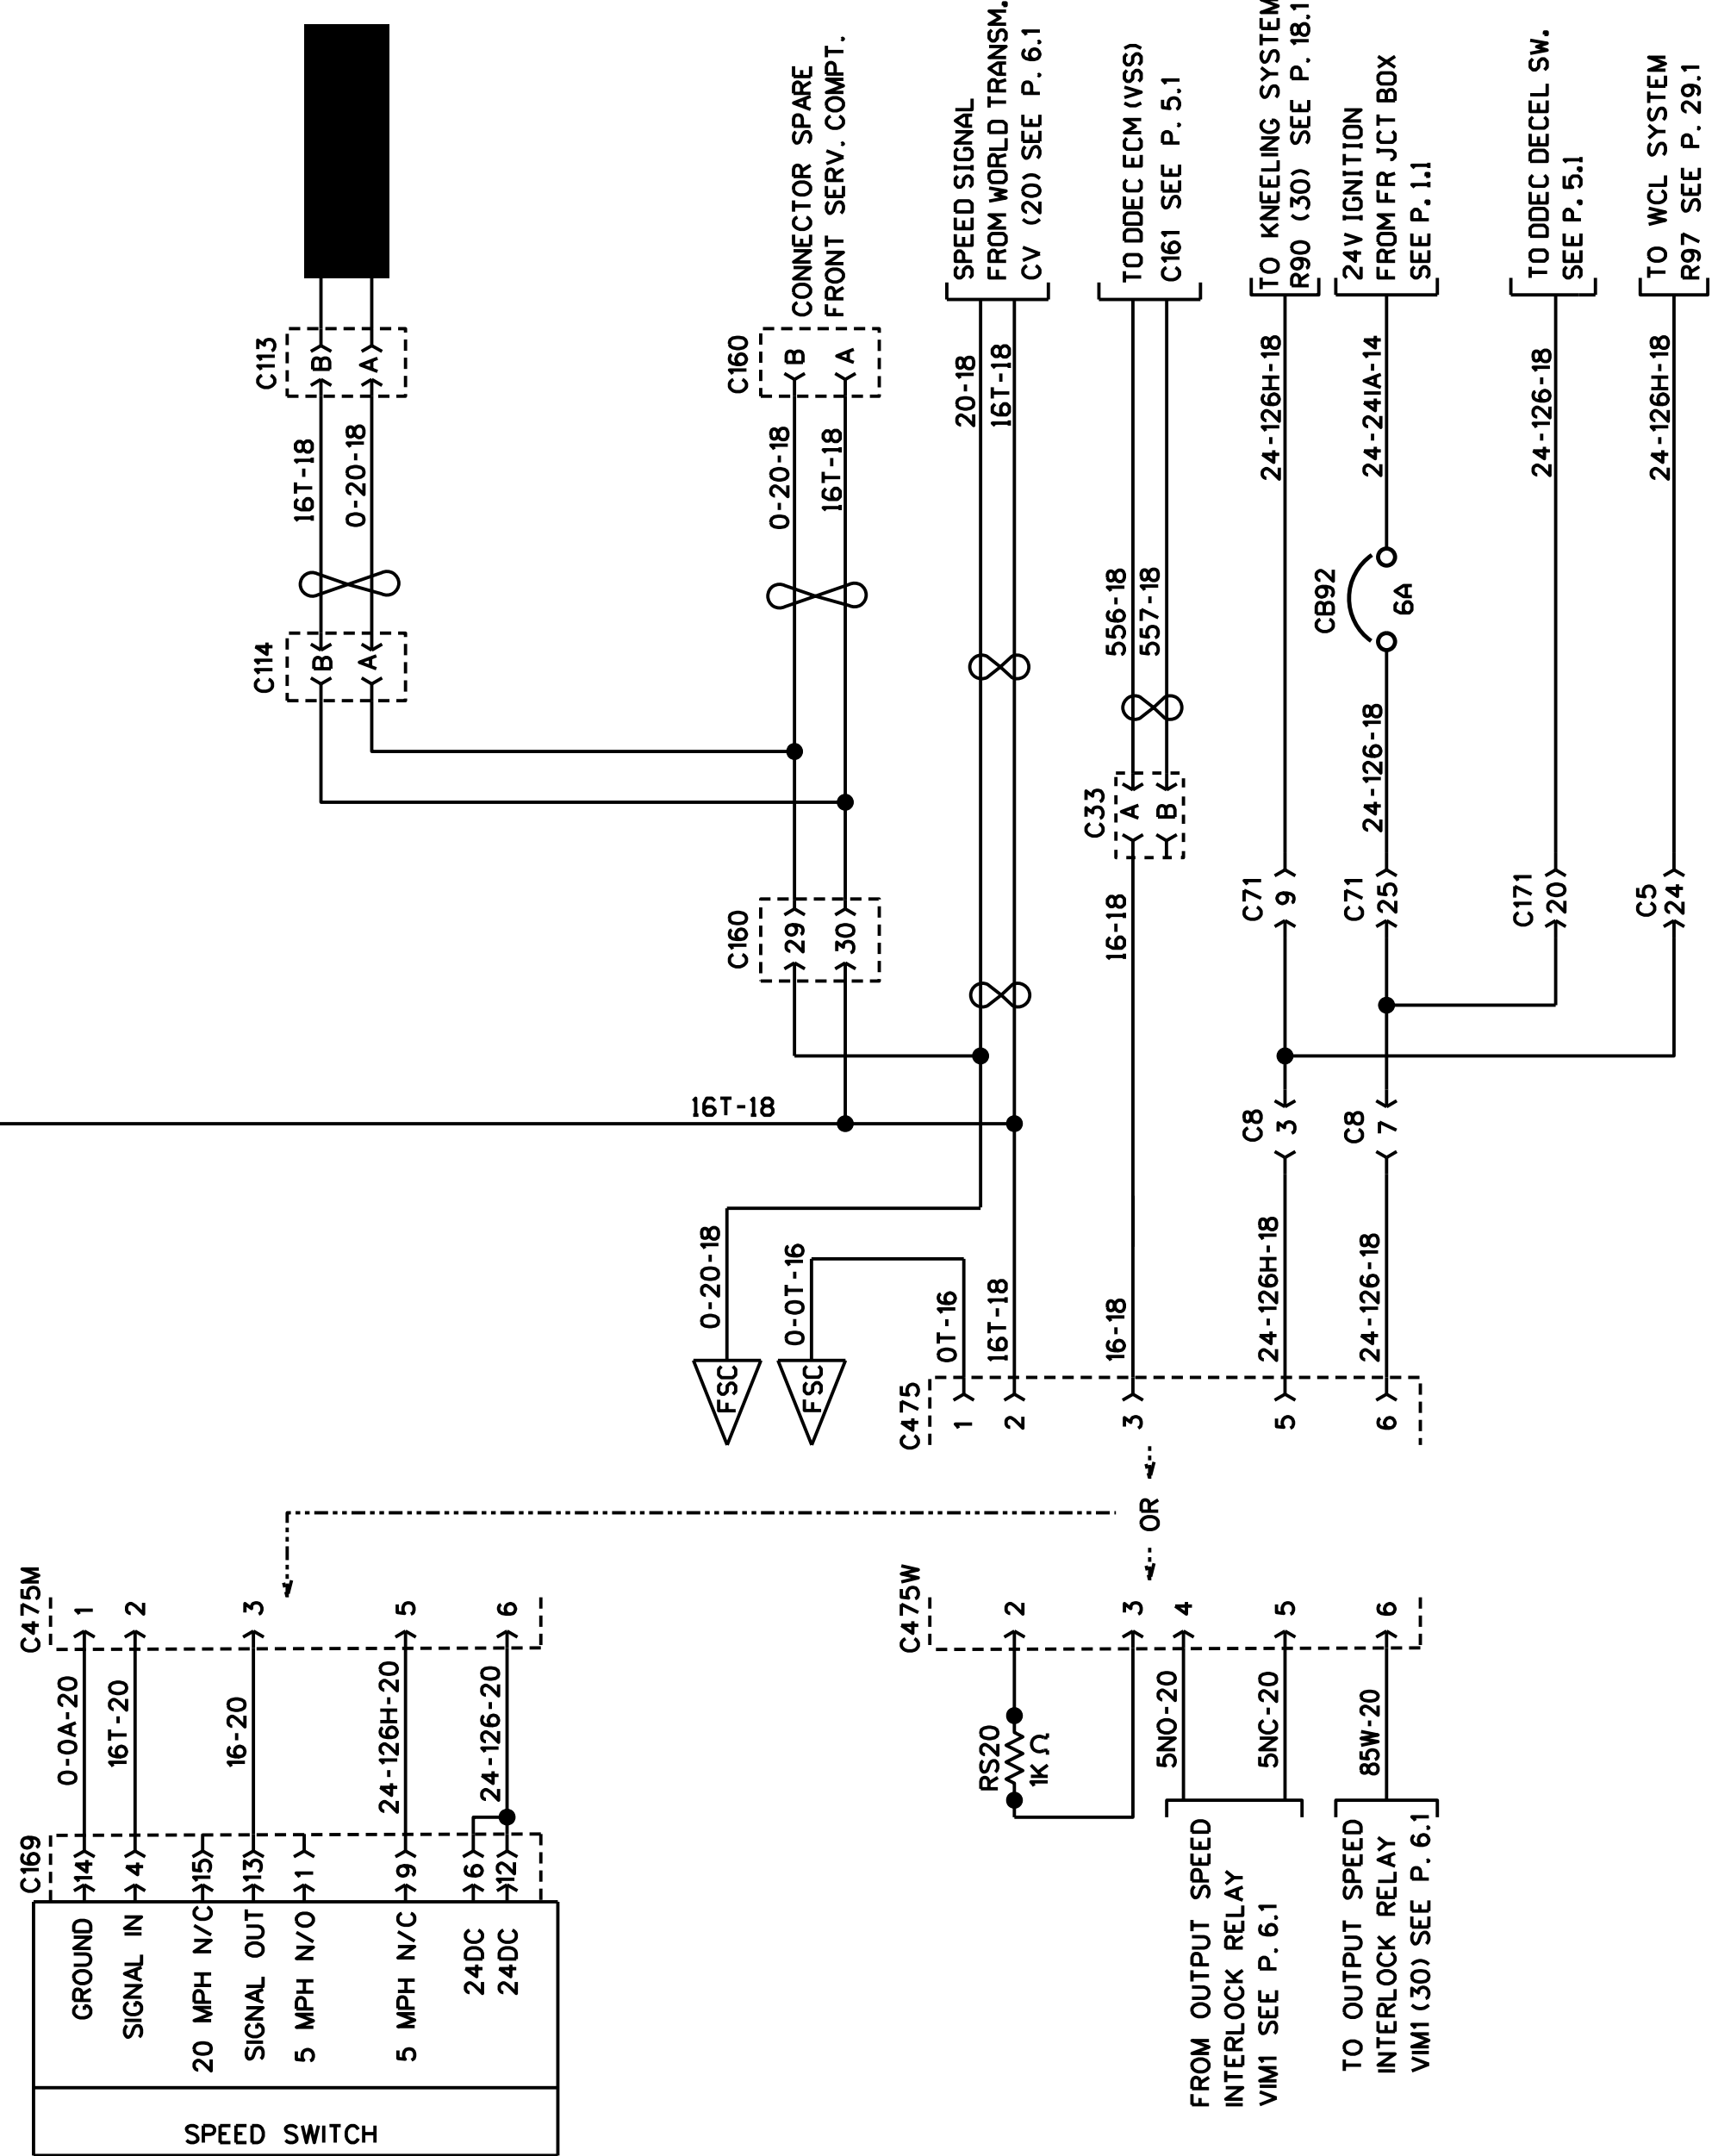 C113
B
A
16T-18
0-20-18
C114
B
A
CONNECTOR SPARE
FRONT SERV. COMPT.
C160
B
A
0-20-18
16T-18
C160
29
30
16T-18
SPEED SIGNAL
FROM WORLD TRANSM.
CV (20) SEE P. 6.1
20-18
16T-18
TO DDEC ECM (VSS)
C161 SEE P. 5.1
556-18
557-18
C33
A
B
16-18
TO KNEELING SYSTEM
R90 (30) SEE P. 18.1
24-126H-18
C71
9
24V IGNITION
FROM FR JCT BOX
SEE P. 1.1
24-24IA-14
CB92
6A
24-126-18
C71
25
TO DDEC DECEL SW.
SEE P. 5.1
24-126-18
C171
20
TO WCL SYSTEM
R97 SEE P. 29.1
24-126H-18
C5
24
C8
3
C8
7
0-20-18
FSC
0-0T-16
FSC
0T-16
16T-18
16-18
24-126H-18
24-126-18
C475
1
2
3
5
6
OR
C475M
1
2
3
5
6
0-0A-20
16T-20
16-20
24-126H-20
24-126-20
C169
14
4
15
13
1
9
6
12
GROUND
SIGNAL IN
20 MPH N/C
SIGNAL OUT
5 MPH N/O
5 MPH N/C
24DC
24DC
SPEED SWITCH
C475W
2
3
4
5
6
RS20
1K Ω
5NO-20
5NC-20
85W-20
FROM OUTPUT SPEED
INTERLOCK RELAY
VIM1 SEE P. 6.1
TO OUTPUT SPEED
INTERLOCK RELAY
VIM1 (30) SEE P. 6.1